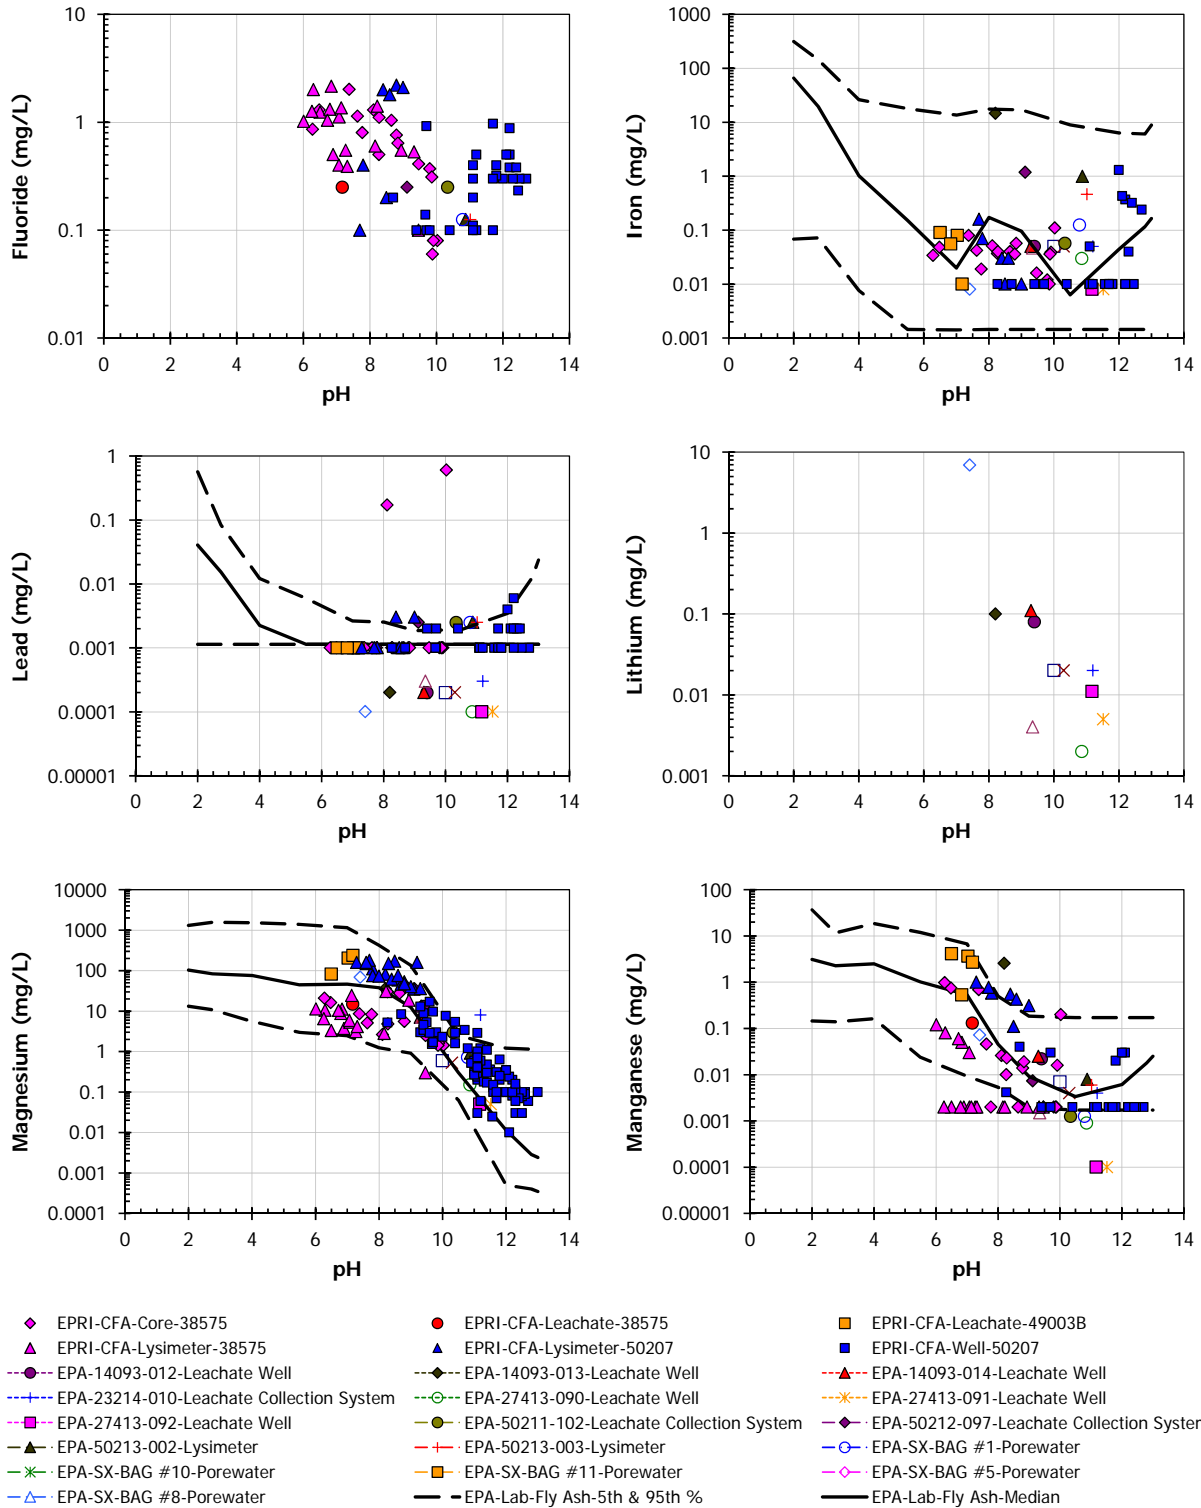 Fluoride (mg/L)
10
1
0.1
0.01
0 2 4 6 8 10 12 14
pH
Iron (mg/L)
1000
100
10
1
0.1
0.01
0.001
0 2 4 6 8 10 12 14
pH
Lead (mg/L)
1
0.1
0.01
0.001
0.0001
0.00001
0 2 4 6 8 10 12 14
pH
Lithium (mg/L)
10
1
0.1
0.01
0.001
0 2 4 6 8 10 12 14
pH
Magnesium (mg/L)
10000
1000
100
10
1
0.1
0.01
0.001
0.0001
0 2 4 6 8 10 12 14
pH
Manganese (mg/L)
100
10
1
0.1
0.01
0.001
0.0001
0.00001
0 2 4 6 8 10 12 14
pH
EPRI-CFA-Core-38575 EPRI-CFA-Leachate-38575 EPRI-CFA-Leachate-49003B
EPRI-CFA-Lysimeter-38575 EPRI-CFA-Lysimeter-50207 EPRI-CFA-Well-50207
EPA-14093-012-Leachate Well EPA-14093-013-Leachate Well EPA-14093-014-Leachate Well
EPA-23214-010-Leachate Collection System EPA-27413-090-Leachate Well EPA-27413-091-Leachate Well
EPA-27413-092-Leachate Well EPA-50211-102-Leachate Collection System EPA-50212-097-Leachate Collection System
EPA-50213-002-Lysimeter EPA-50213-003-Lysimeter EPA-SX-BAG #1-Porewater
EPA-SX-BAG #10-Porewater EPA-SX-BAG #11-Porewater EPA-SX-BAG #5-Porewater
EPA-SX-BAG #8-Porewater EPA-Lab-Fly Ash-5th & 95th % EPA-Lab-Fly Ash-Median